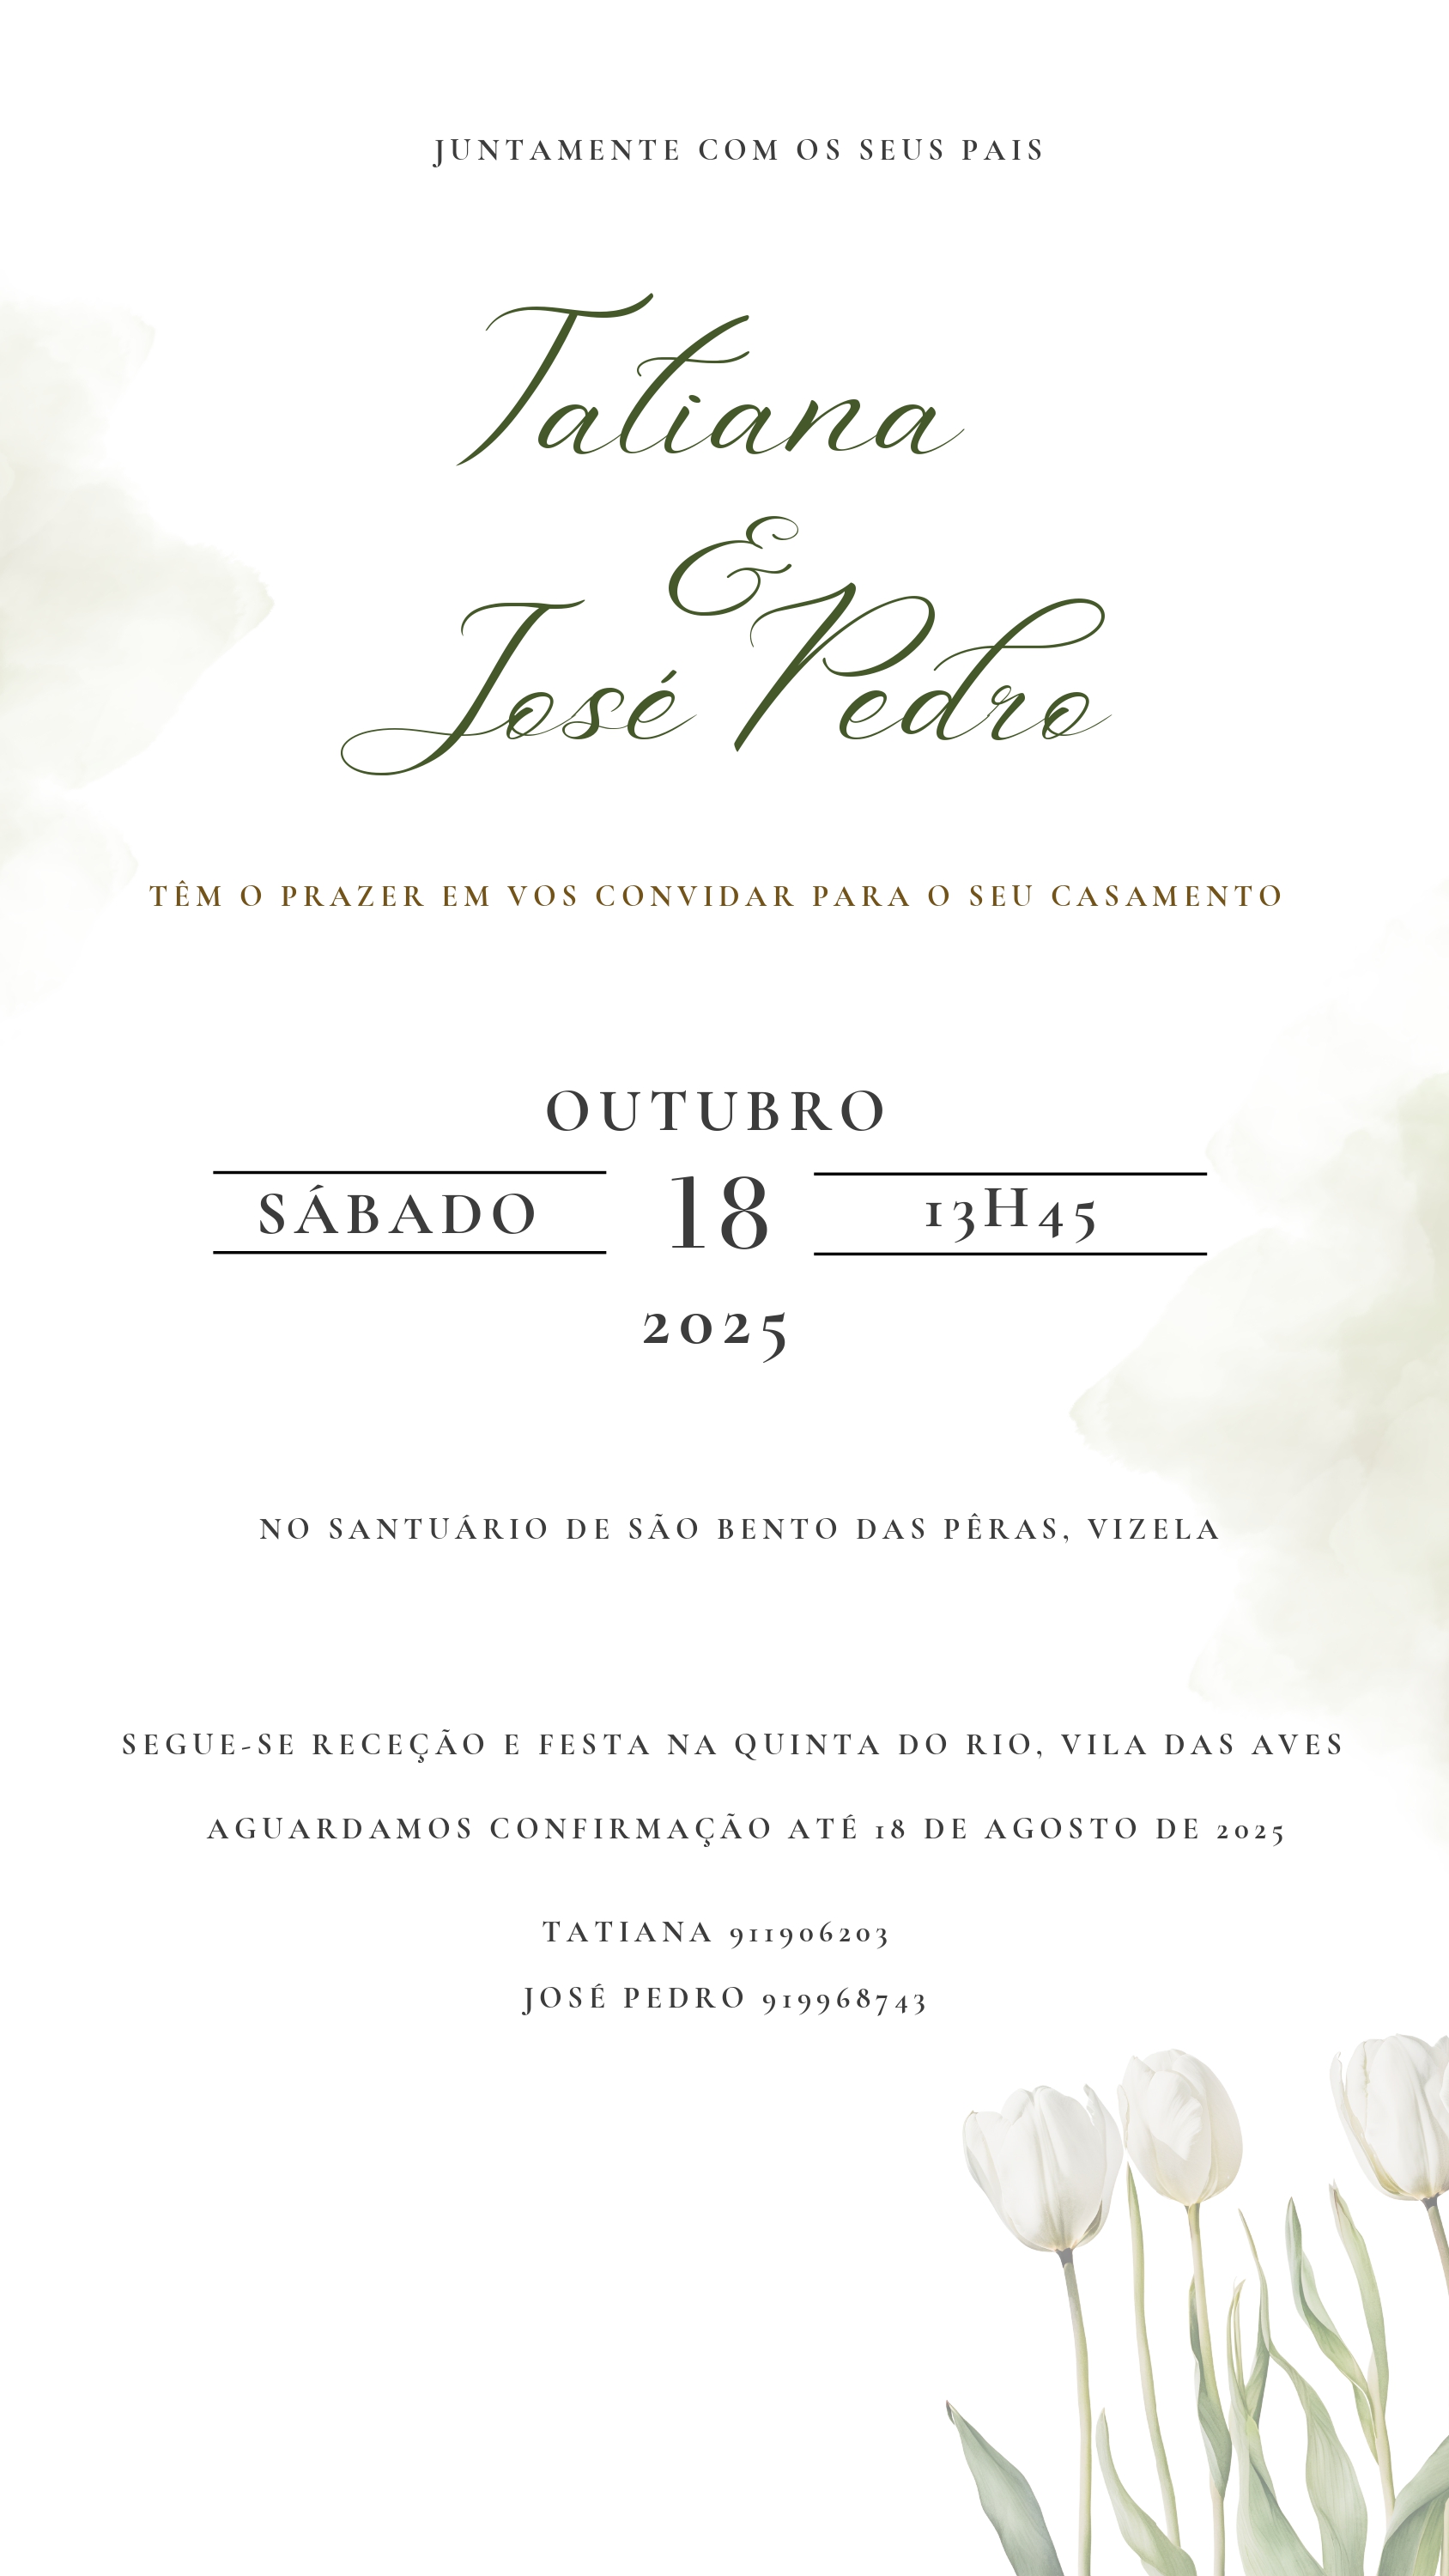 JUNTAMENTE COM OS SEUS PAIS
Tatiana
&
José Pedro
TÊM O PRAZER EM VOS CONVIDAR PARA O SEU CASAMENTO
OUTUBRO
SÁBADO 18 13H45
2025
NO SANTUÁRIO DE SÃO BENTO DAS PÊRAS, VIZELA
SEGUE-SE RECEÇÃO E FESTA NA QUINTA DO RIO, VILA DAS AVES
AGUARDAMOS CONFIRMAÇÃO ATÉ 18 DE AGOSTO DE 2025
TATIANA 911906203
JOSÉ PEDRO 919968743